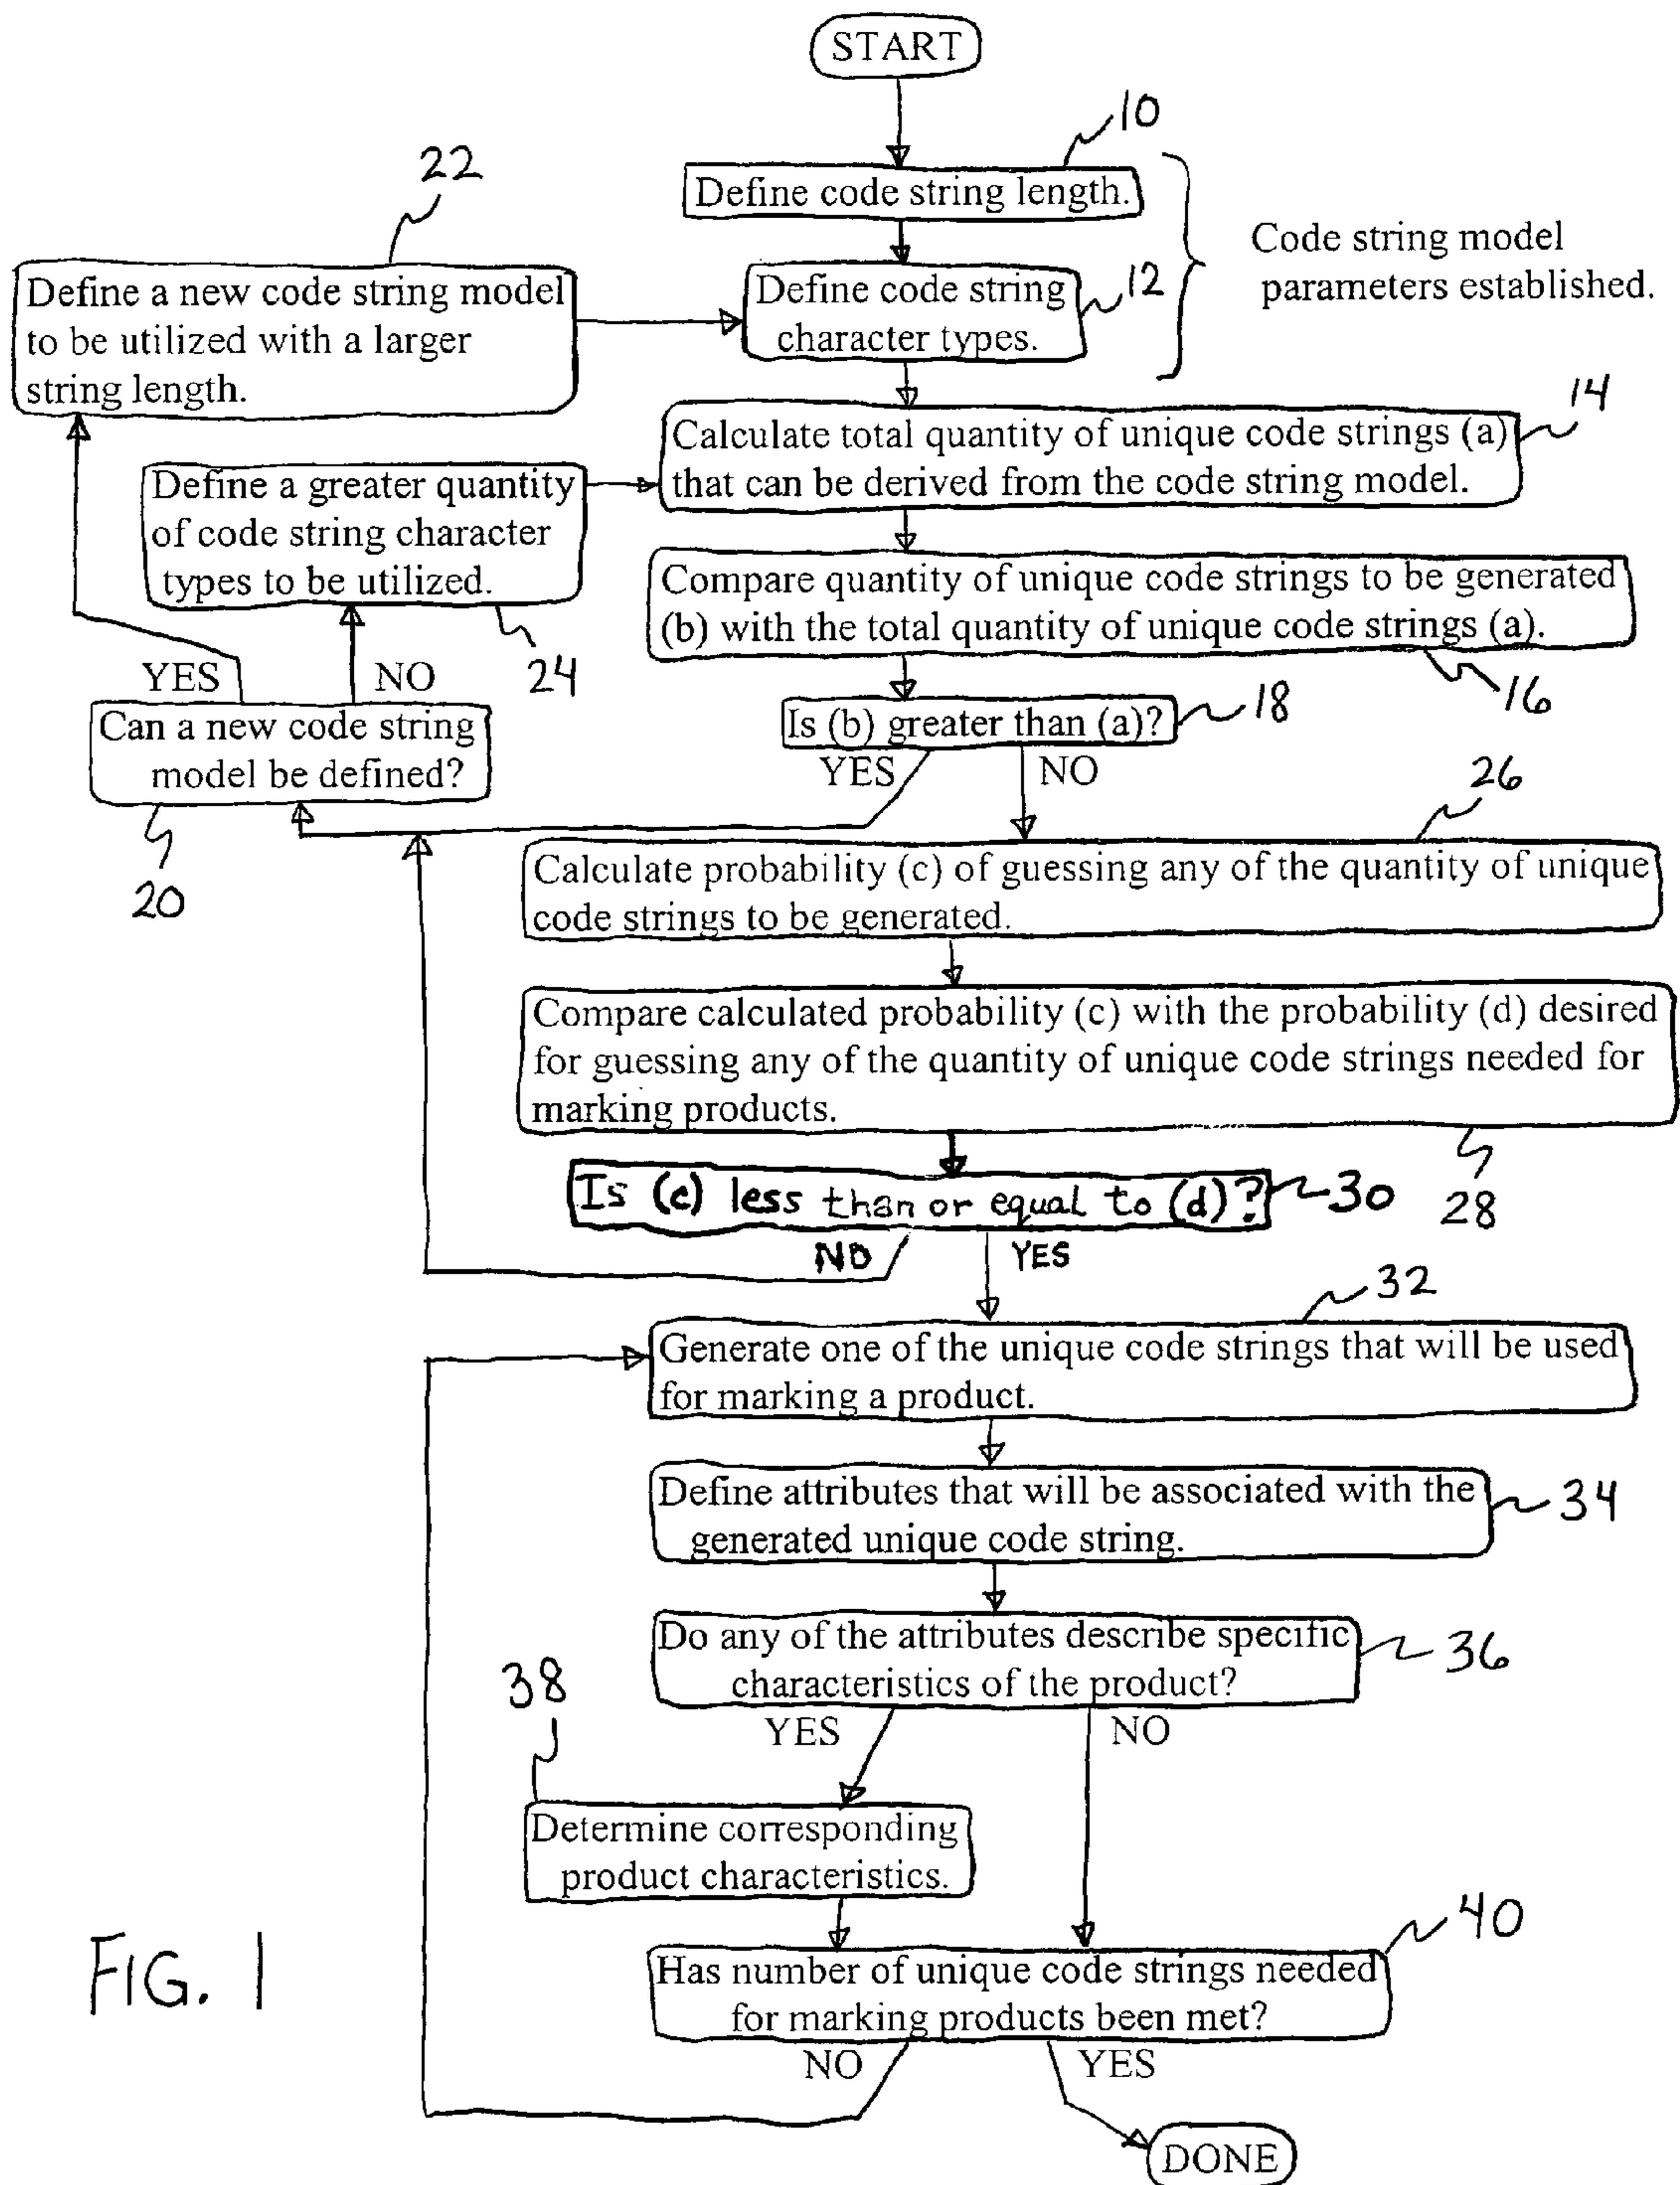 START
10
Define code string length.
22
Code string model
parameters established.
Define a new code string model
to be utilized with a larger
string length.
Define code string
character types.
12
14
Calculate total quantity of unique code strings (a)
that can be derived from the code string model.
Define a greater quantity
of code string character
types to be utilized.
24
Compare quantity of unique code strings to be generated
(b) with the total quantity of unique code strings (a).
16
YES
NO
Can a new code string
model be defined?
20
Is (b) greater than (a)?
18
YES
NO
26
Calculate probability (c) of guessing any of the quantity of unique
code strings to be generated.
Compare calculated probability (c) with the probability (d) desired
for guessing any of the quantity of unique code strings needed for
marking products.
28
Is (c) less than or equal to (d)?
30
NO
YES
32
Generate one of the unique code strings that will be used
for marking a product.
Define attributes that will be associated with the
generated unique code string.
34
Do any of the attributes describe specific
characteristics of the product?
36
38
YES
NO
Determine corresponding
product characteristics.
40
Has number of unique code strings needed
for marking products been met?
NO
YES
DONE
FIG. 1